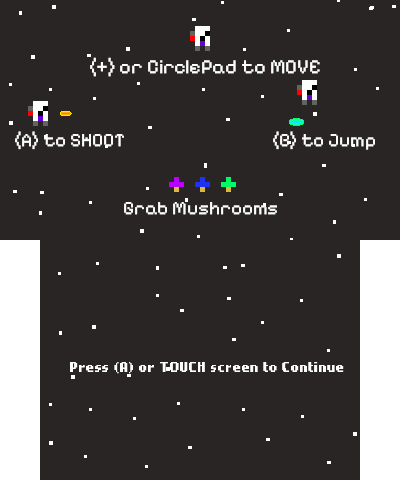 (+) or CirclePad to MOVE
(A) to SHOOT
(B) to Jump
Grab Mushrooms
Press (A) or TOUCH screen to Continue